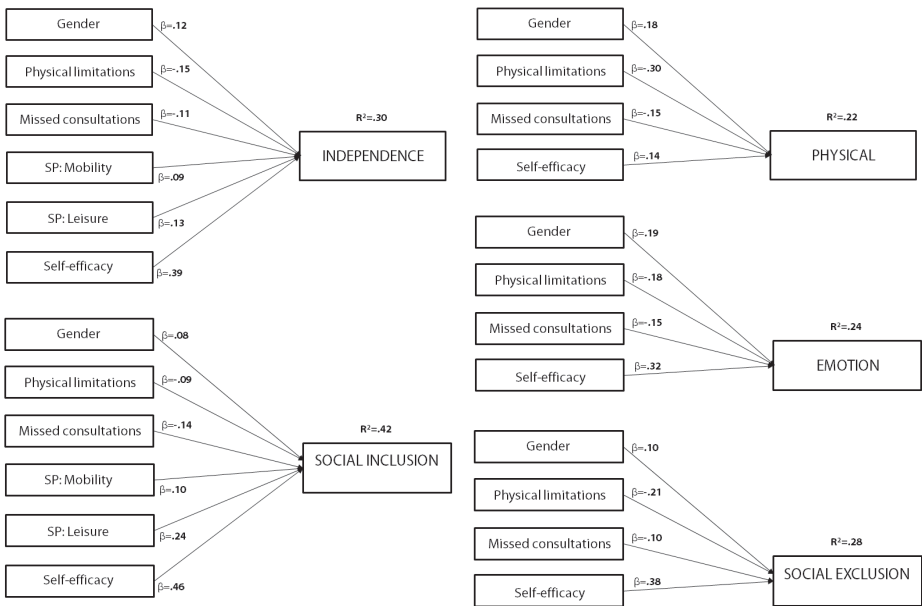 Gender
β=.12
Physical limitations
β=-.15
Missed consultations
β=-.11
SP: Mobility
β=.09
SP: Leisure
β=.13
Self-efficacy
β=.39
R²=.30
INDEPENDENCE
Gender
β=.08
Physical limitations
β=-.09
Missed consultations
β=-.14
SP: Mobility
β=.10
SP: Leisure
β=.24
Self-efficacy
β=.46
R²=.42
SOCIAL INCLUSION
Gender
β=.18
Physical limitations
β=-.30
Missed consultations
β=-.15
Self-efficacy
β=.14
R²=.22
PHYSICAL
Gender
β=.19
Physical limitations
β=-.18
Missed consultations
β=-.15
Self-efficacy
β=.32
R²=.24
EMOTION
Gender
β=.10
Physical limitations
β=-.21
Missed consultations
β=-.10
Self-efficacy
β=.38
R²=.28
SOCIAL EXCLUSION